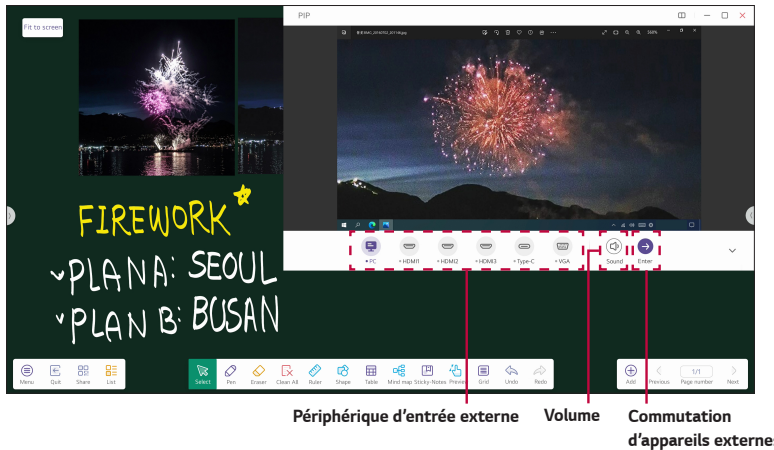 Fit to screen
PIP
560%
FIREWORK
PLAN A: SEOUL
PLAN B: BUSAN
PC
HDMI1
HDMI2
HDMI3
Type-C
VGA
Sound
Enter
Menu
Quit
Share
List
Select
Pen
Eraser
Clean All
Ruler
Shape
Table
Mind map
Sticky-Notes
Preview
Grid
Undo
Redo
Add
Previous
1/1
Page number
Next
Périphérique d'entrée externe
Volume
Commutation
d'appareils externes